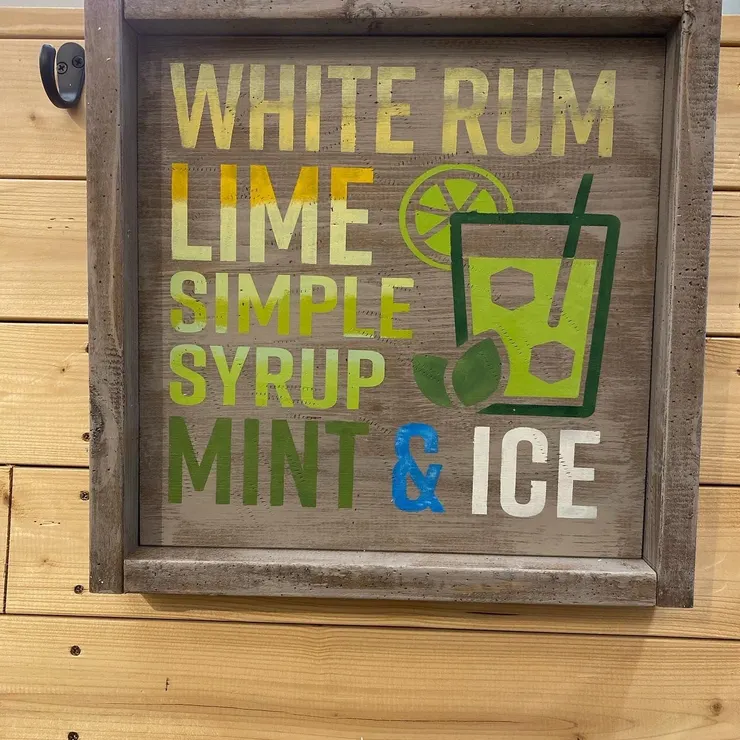 WHITE RUM
LIME
SIMPLE
SYRUP
MINT & ICE